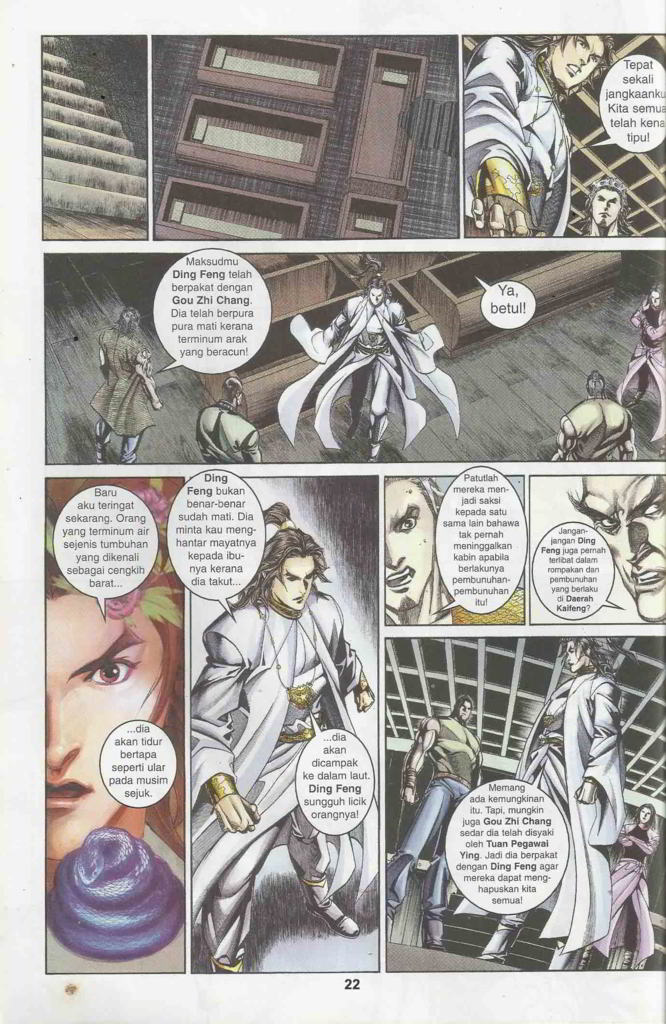 Tepat
sekali
jangkaanku
Kita semua
telah kena
tipu!
Maksudmu
Ding Feng telah
berpakat dengan
Gou Zhi Chang.
Dia telah berpura
pura mati kerana
terminum arak
yang beracun!
Ya,
betul!
Baru
aku teringat
sekarang. Orang
yang terminum air
sejenis tumbuhan
yang dikenali
sebagai cengkih
barat...
...dia
akan tidur
bertapa
seperti ular
pada musim
sejuk.
Ding
Feng bukan
benar-benar
sudah mati. Dia
minta kau meng-
hantar mayatnya
kepada ibu-
nya kerana
dia takut...
...dia
akan
dicampak
ke dalam laut.
Ding Feng
sungguh licik
orangnya!
Patutlah
mereka men-
jadi saksi
kepada satu
sama lain bahawa
tak pernah
meninggalkan
kabin apabila
berlakunya
pembunuhan-
pembunuhan
itu!
Jangan-
jangan Ding
Feng juga pernah
terlibat dalam
rompakan dan
pembunuhan
yang berlaku
di Daerah
Kaifeng?
Memang
ada kemungkinan
itu. Tapi, mungkin
juga Gou Zhi Chang
sedar dia telah disyaki
oleh Tuan Pegawai
Ying. Jadi dia berpakat
dengan Ding Feng agar
mereka dapat meng-
hapuskan kita
semua!
22